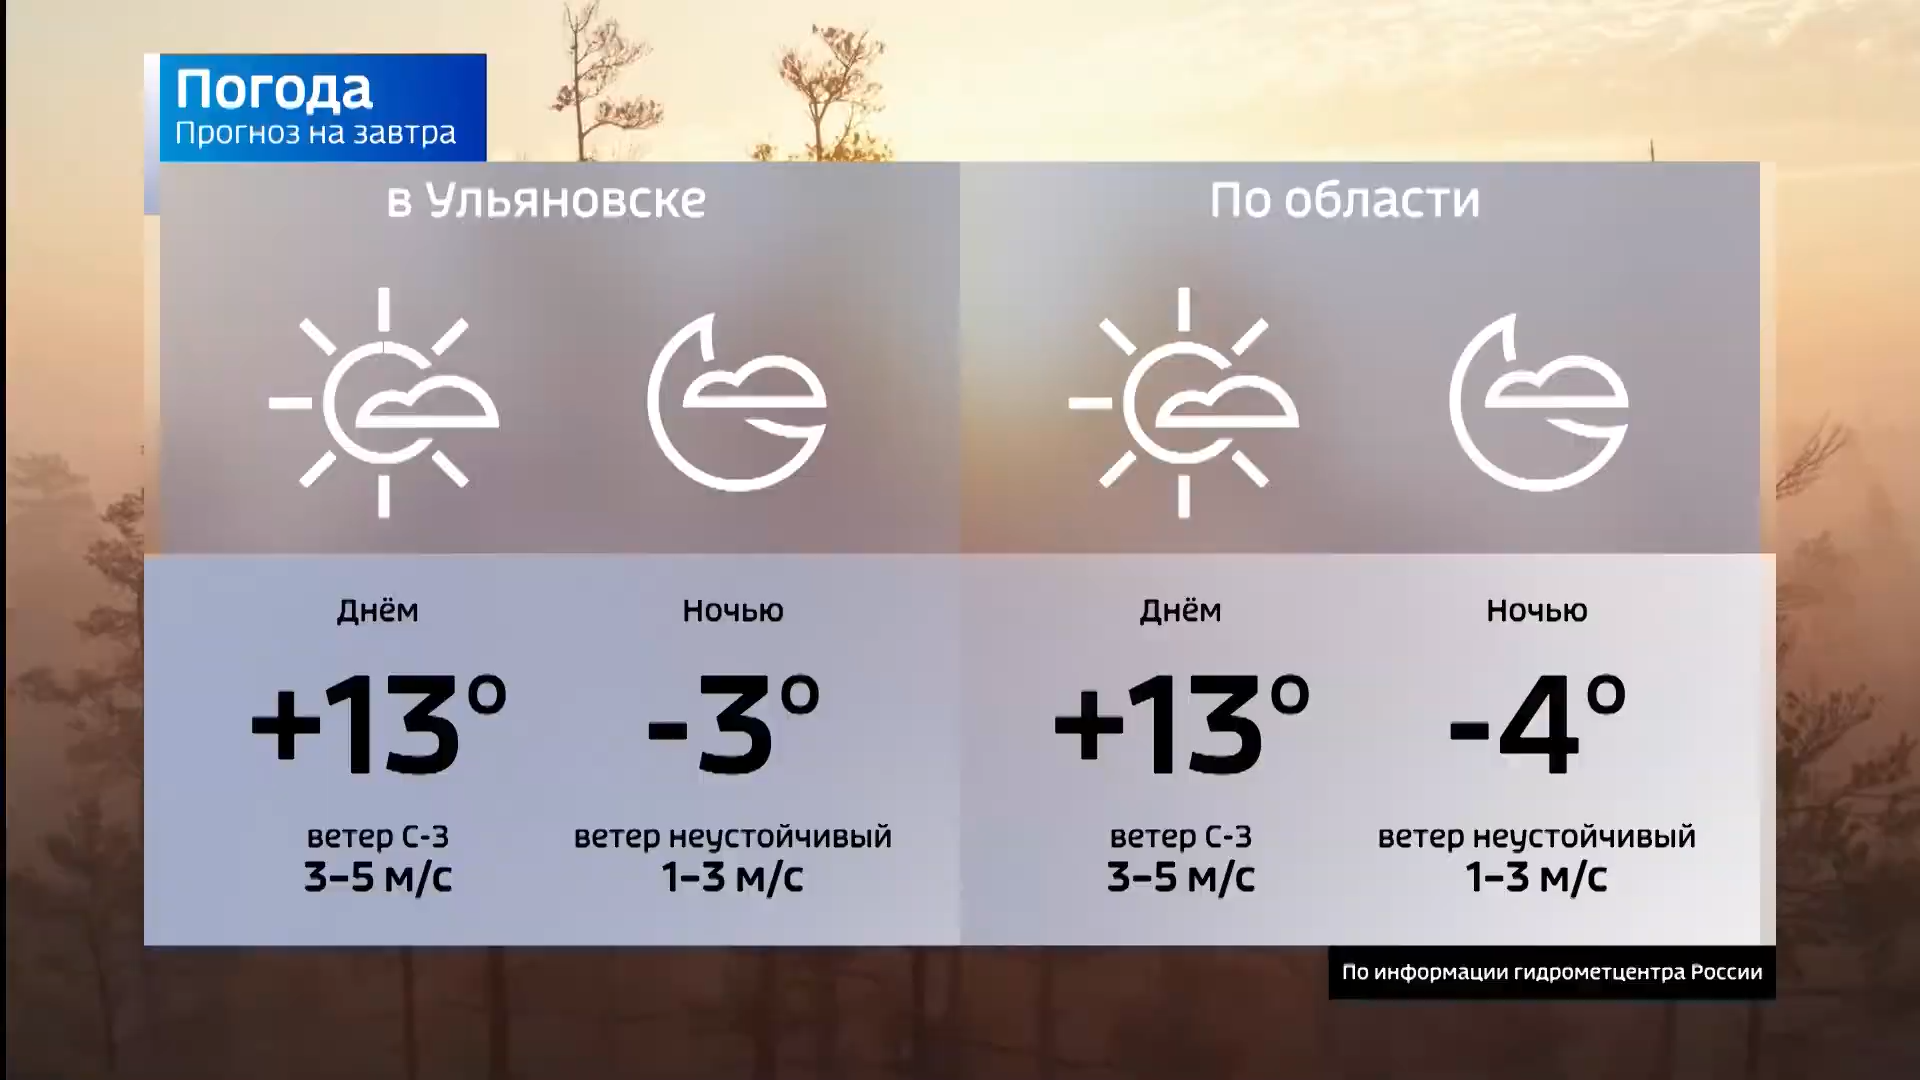 Погода
Прогноз на завтра
в Ульяновске
По области
Днём
Ночью
Днём
Ночью
+13°
-3°
+13°
-4°
ветер С-З
ветер неустойчивый
ветер С-З
ветер неустойчивый
3-5 м/с
1-3 м/с
3-5 м/с
1-3 м/с
По информации гидрометцентра России